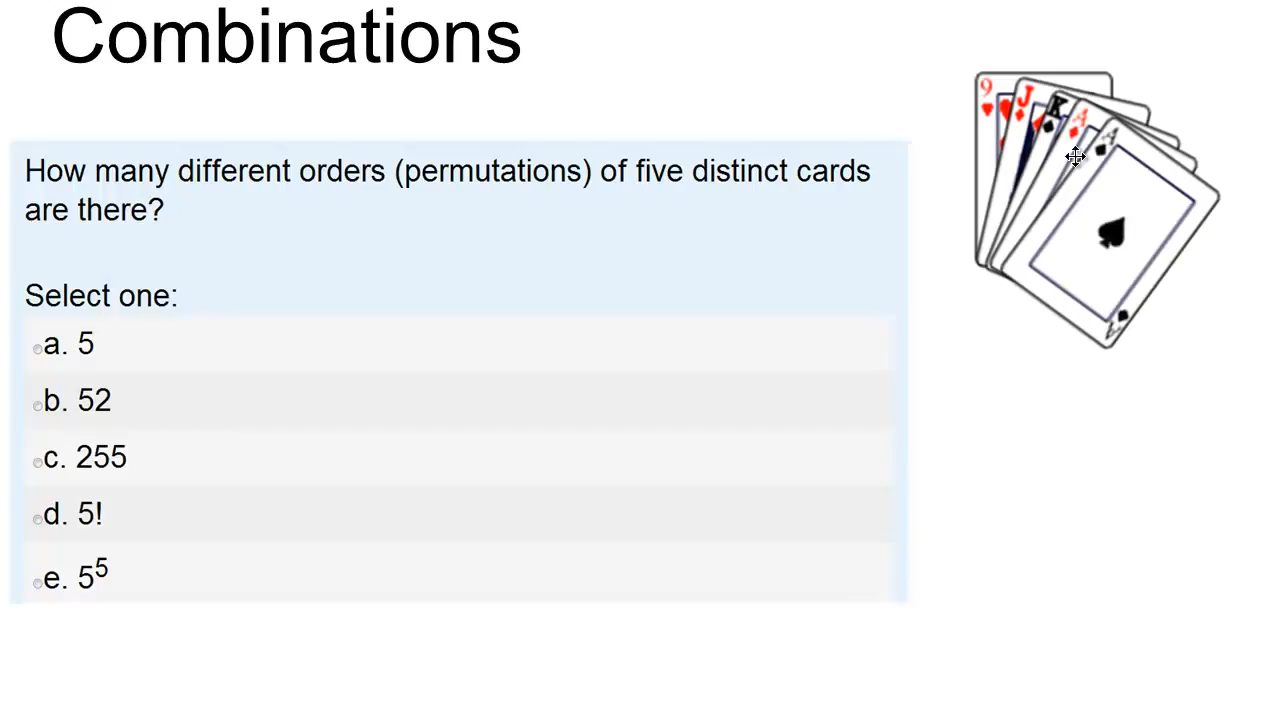 Combinations
How many different orders (permutations) of five distinct cards
are there?
Select one:
a. 5
b. 52
c. 255
d. 5!
e. 5⁵
9
J
K
A
A
A